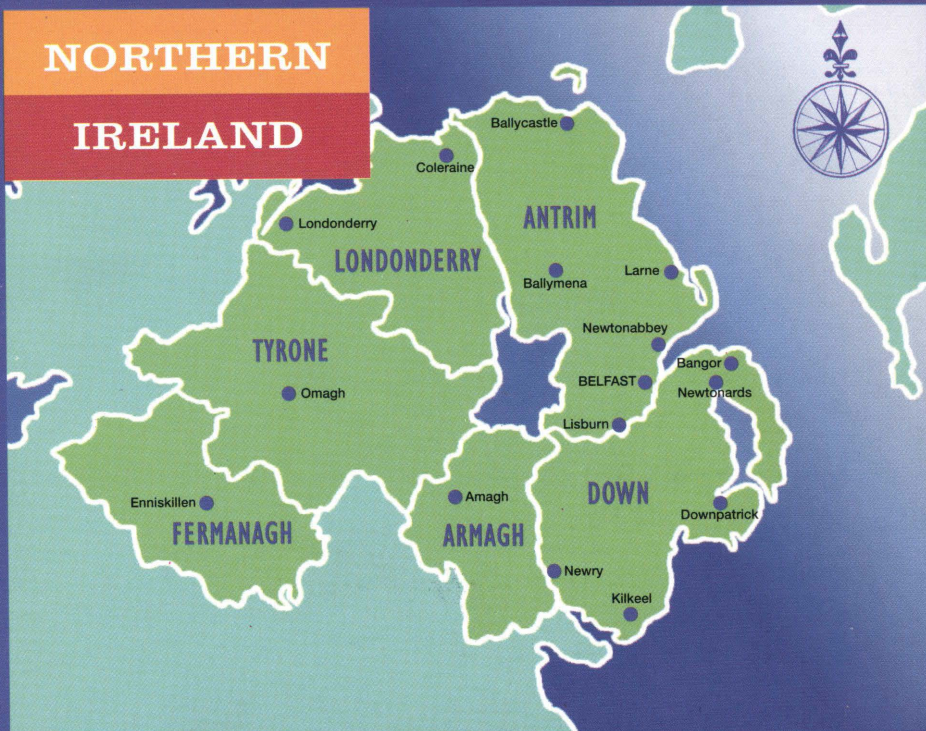 NORTHERN
IRELAND
Ballycastle
Coleraine
Londonderry
ANTRIM
LONDONDERRY
Ballymena
Larne
Newtonabbey
TYRONE
Bangor
BELFAST
Newtonards
Omagh
Lisburn
Enniskillen
Amagh
DOWN
Downpatrick
FERMANAGH
ARMAGH
Newry
Kilkeel